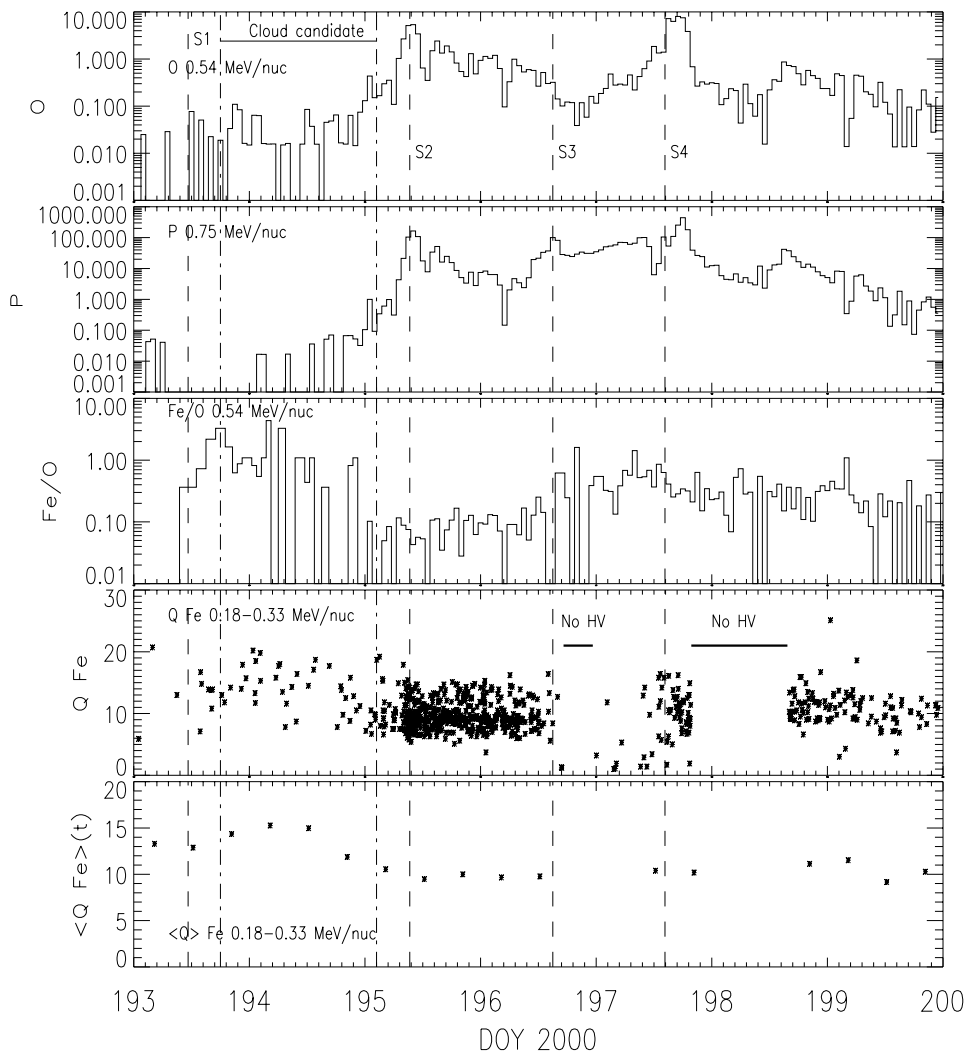 S1
Cloud candidate
O 0.54 MeV/nuc
S2
S3
S4
10.000
1.000
0.100
0.010
0.001
O
P 0.75 MeV/nuc
1000.000
100.000
10.000
1.000
0.100
0.010
0.001
P
Fe/O 0.54 MeV/nuc
10.00
1.00
0.10
0.01
Fe/O
Q Fe 0.18-0.33 MeV/nuc
No HV
No HV
30
20
10
0
Q Fe
20
15
10
5
0
<Q Fe>(t)
<Q> Fe 0.18-0.33 MeV/nuc
193 194 195 196 197 198 199 200
DOY 2000